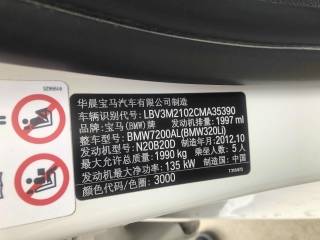 华晨宝马汽车有限公司制造
车辆识别代号: LBV3M2102CMA35390
品牌:宝马(BMW)牌 发动机排量: 1997 ml
整车型号: BMW7200AL(BMW320Li)
发动机型号: N20B20D 制造年月:2012.10
最大允许总质量: 1990 kg 乘坐人数: 5 人
发动机最大净功率: 135 kW 制造国: 中国
颜色代码/色墨: 3000